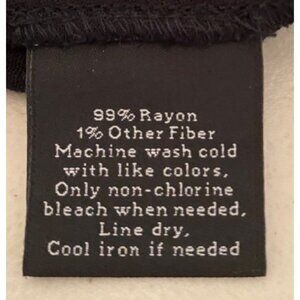 99% Rayon
1% Other Fiber
Machine wash cold
with like colors.
Only non-chlorine
bleach when needed.
Line dry.
Cool iron if needed